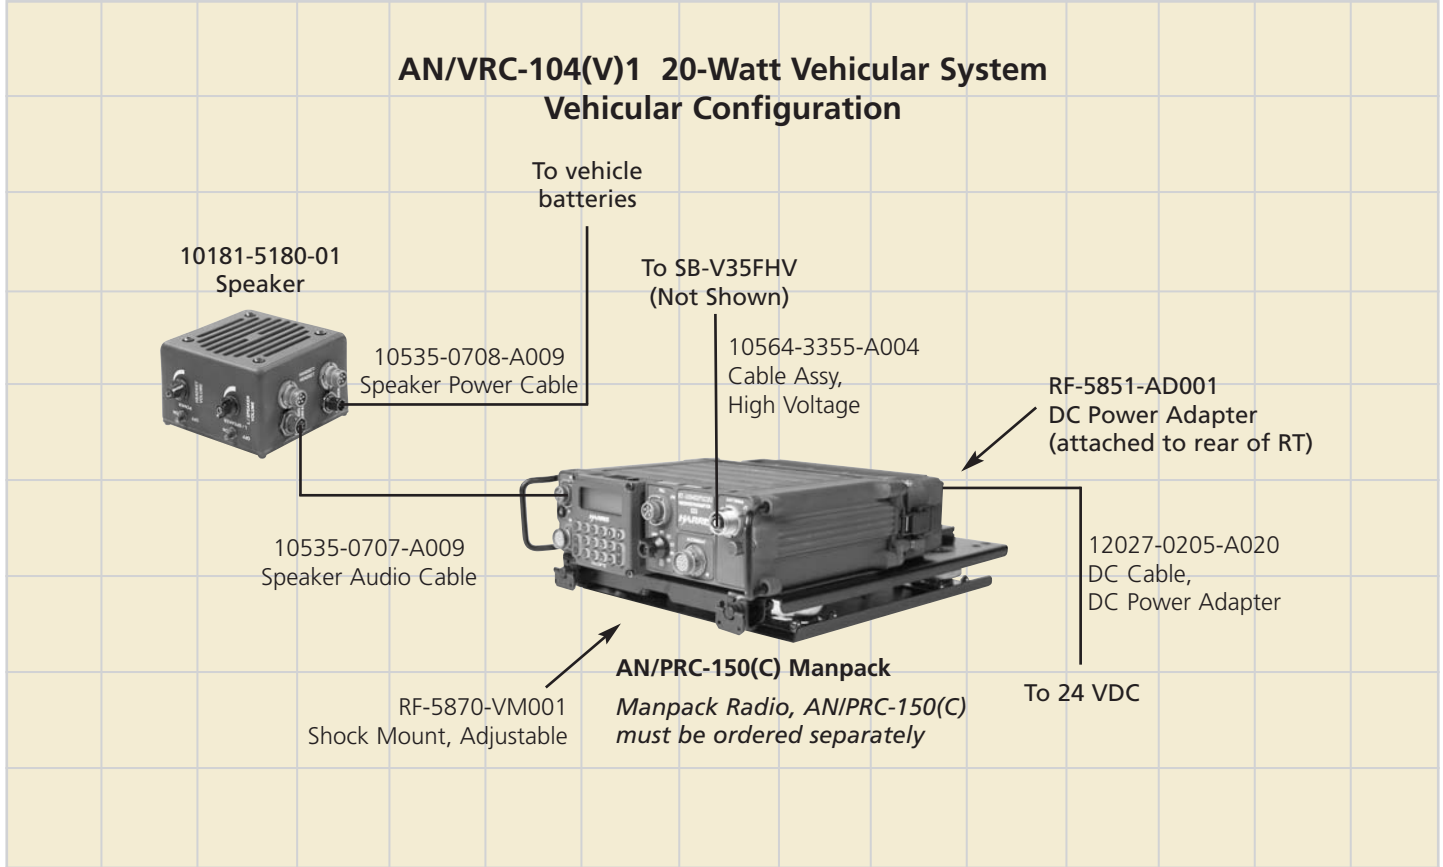 AN/VRC-104(V)1 20-Watt Vehicular System
Vehicular Configuration
To vehicle
batteries
10181-5180-01
Speaker
To SB-V35FHV
(Not Shown)
10535-0708-A009
Speaker Power Cable
10564-3355-A004
Cable Assy,
High Voltage
RF-5851-AD001
DC Power Adapter
(attached to rear of RT)
HARRIS
10535-0707-A009
Speaker Audio Cable
12027-0205-A020
DC Cable,
DC Power Adapter
RF-5870-VM001
Shock Mount, Adjustable
AN/PRC-150(C) Manpack
Manpack Radio, AN/PRC-150(C)
must be ordered separately
To 24 VDC